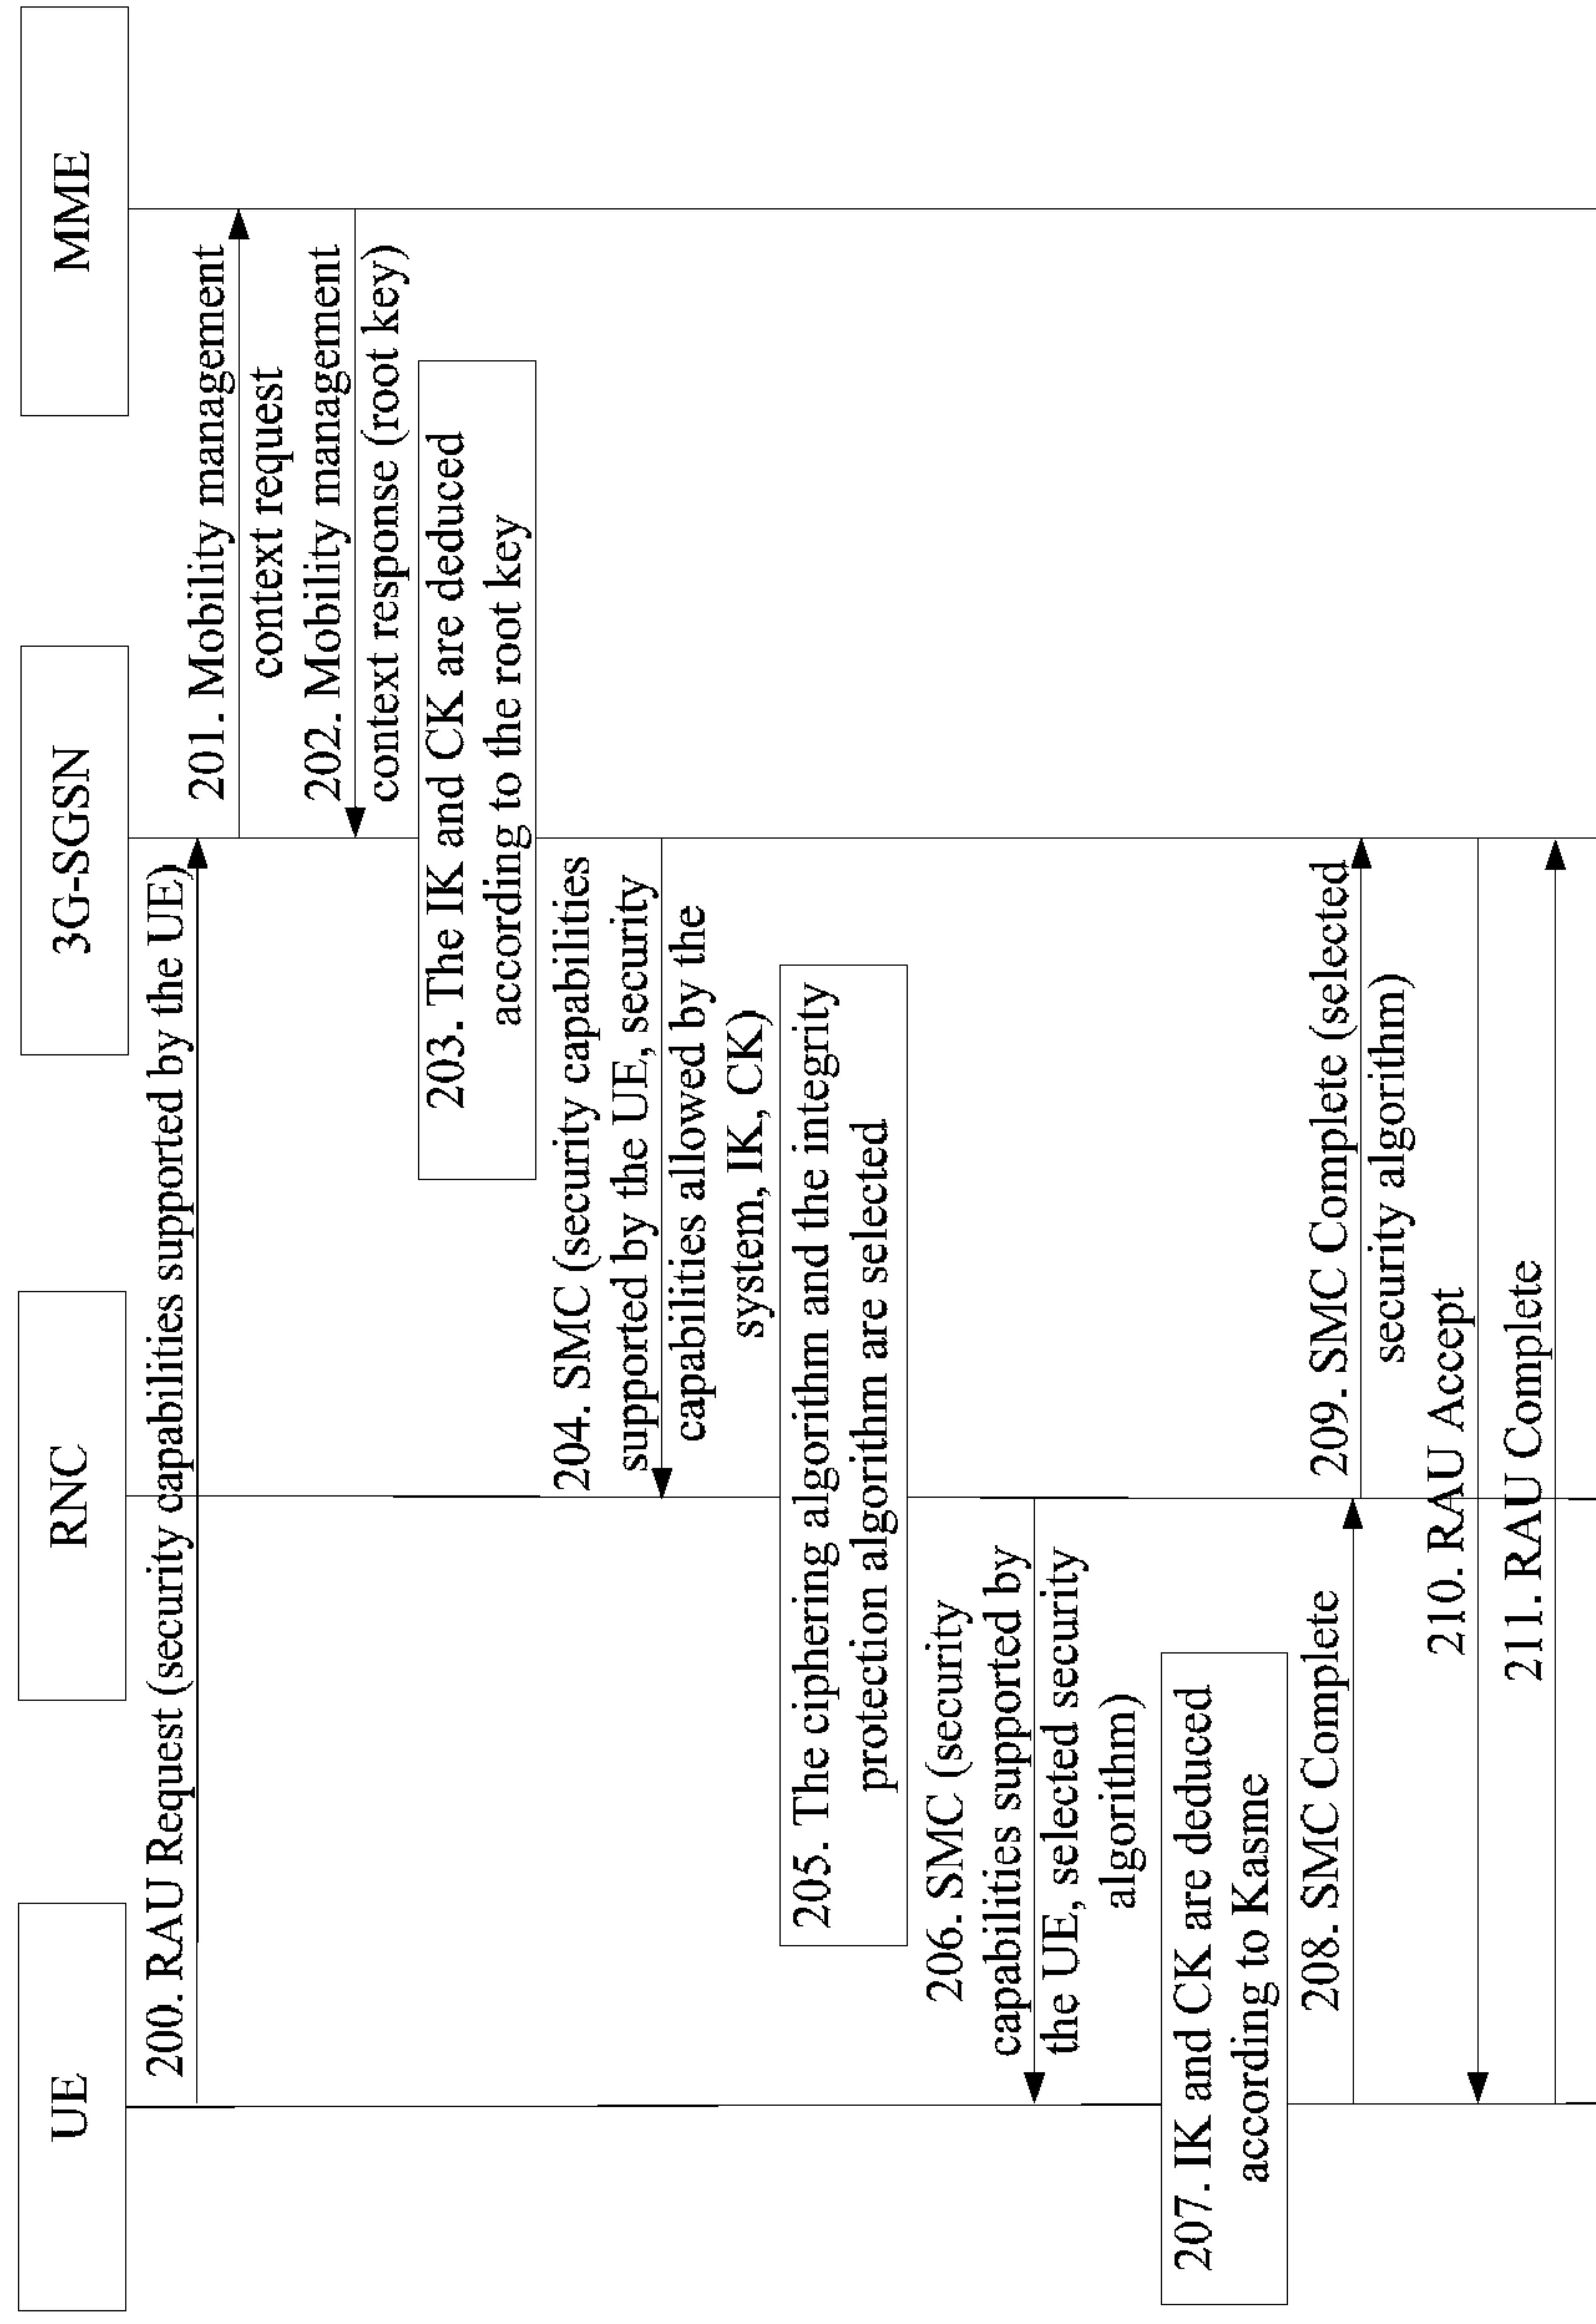 UE
RNC
3G-SGSN
MME
200. RAU Request (security capabilities supported by the UE)
201. Mobility management
context request
202. Mobility management
context response (root key)
203. The IK and CK are deduced
according to the root key
204. SMC (security capabilities
supported by the UE, security
capabilities allowed by the
system, IK, CK)
205. The ciphering algorithm and the integrity
protection algorithm are selected
206. SMC (security
capabilities supported by
the UE, selected security
algorithm)
207. IK and CK are deduced
according to Kasme
208. SMC Complete
209. SMC Complete (selected
security algorithm)
210. RAU Accept
211. RAU Complete